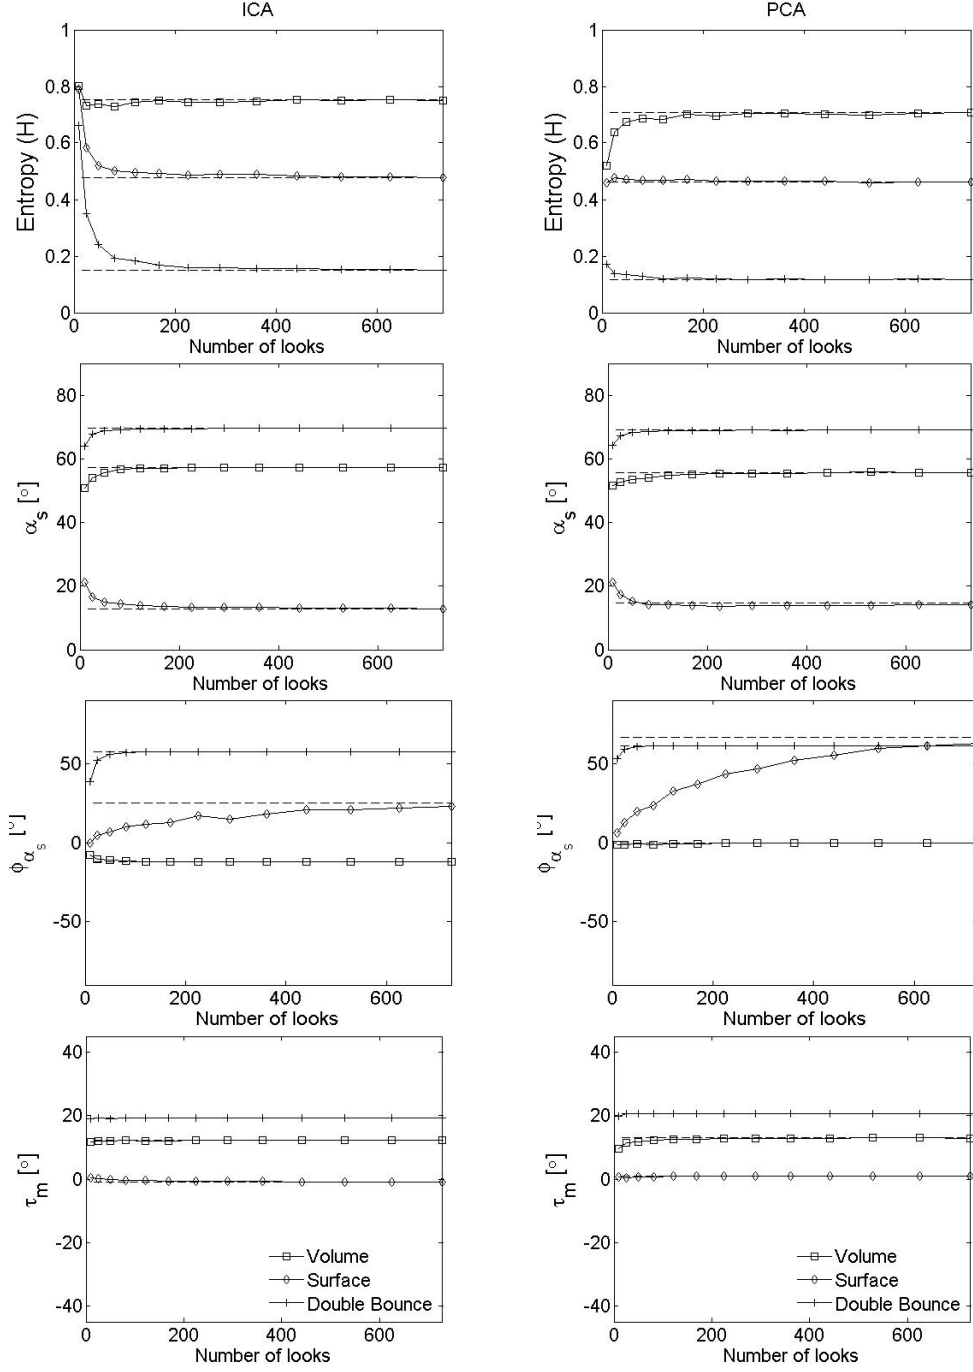 ICA
PCA
1
0.8
0.6
0.4
0.2
0
Entropy (H)
0 200 400 600
Number of looks
1
0.8
0.6
0.4
0.2
0
Entropy (H)
0 200 400 600
Number of looks
80
60
40
20
0
αs [°]
0 200 400 600
Number of looks
80
60
40
20
0
αs [°]
0 200 400 600
Number of looks
50
0
-50
ϕαs [°]
0 200 400 600
Number of looks
50
0
-50
ϕαs [°]
0 200 400 600
Number of looks
40
20
0
-20
-40
τm [°]
Volume
Surface
Double Bounce
0 200 400 600
Number of looks
40
20
0
-20
-40
τm [°]
Volume
Surface
Double Bounce
0 200 400 600
Number of looks